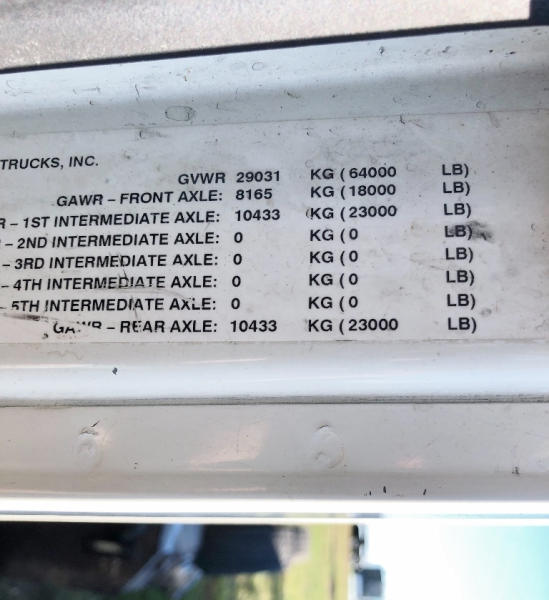 TRUCKS, INC.
GVWR 29031 KG ( 64000 LB)
GAWR – FRONT AXLE: 8165 KG ( 18000 LB)
R – 1ST INTERMEDIATE AXLE: 10433 KG ( 23000 LB)
– 2ND INTERMEDIATE AXLE: 0 KG ( 0 LB)
– 3RD INTERMEDIATE AXLE: 0 KG ( 0 LB)
– 4TH INTERMEDIATE AXLE: 0 KG ( 0 LB)
– 5TH INTERMEDIATE AXLE: 0 KG ( 0 LB)
GAWR – REAR AXLE: 10433 KG ( 23000 LB)